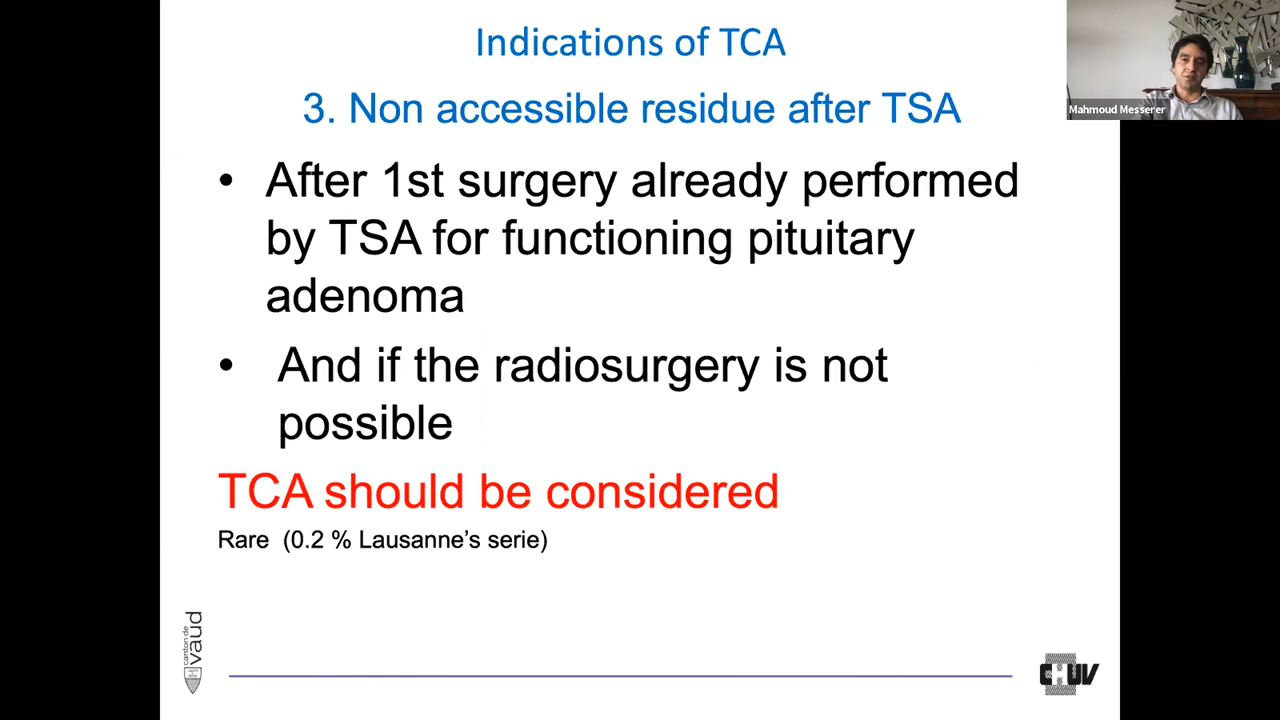 Indications of TCA
3. Non accessible residue after TSA
• After 1st surgery already performed
by TSA for functioning pituitary
adenoma
• And if the radiosurgery is not
possible
TCA should be considered
Rare (0.2 % Lausanne's serie)
Mahmoud Messerer
canton de
vaud
CHUV